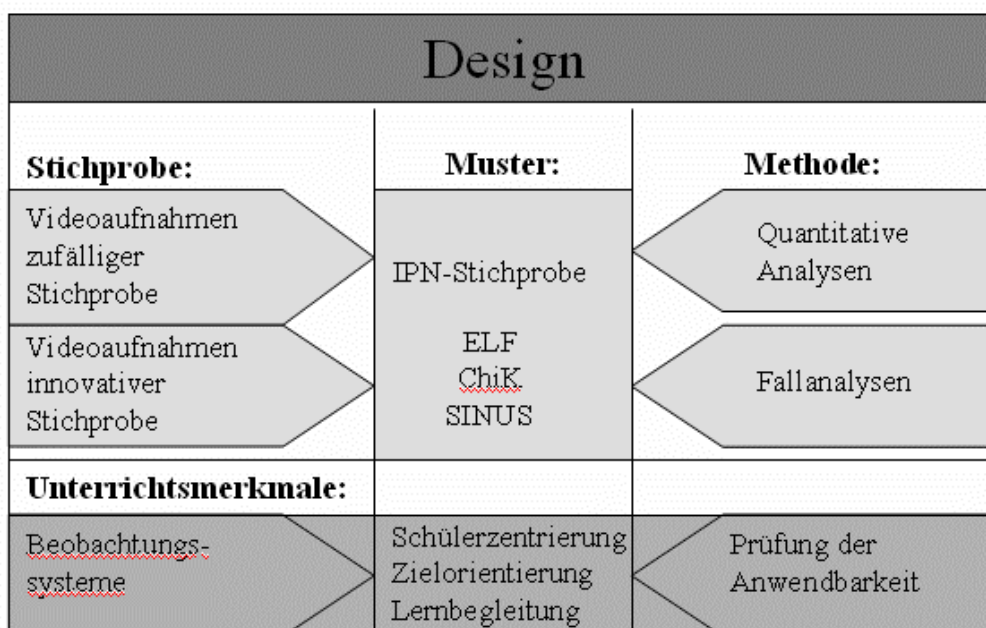 Design
Stichprobe:
Videoaufnahmen
zufälliger
Stichprobe
Videoaufnahmen
innovativer
Stichprobe
Muster:
IPN-Stichprobe
ELF
ChiK
SINUS
Methode:
Quantitative
Analysen
Fallanalysen
Unterrichtsmerkmale:
Beobachtungs-
systeme
Schülerzentrierung
Zielorientierung
Lernbegleitung
Prüfung der
Anwendbarkeit